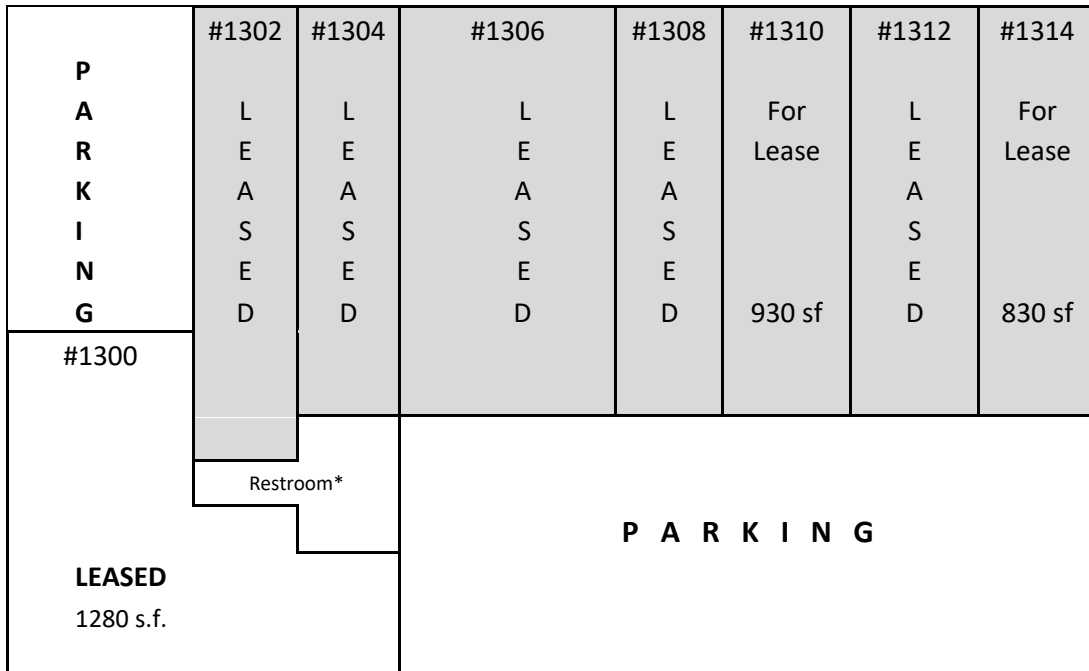 #1302 #1304 #1306 #1308 #1310 #1312 #1314
P
A L L L L For L For
R E E E E Lease E Lease
K A A A A A
I S S S S S
N E E E E E
G D D D D 930 sf D 830 sf
#1300
Restroom*
P A R K I N G
LEASED
1280 s.f.